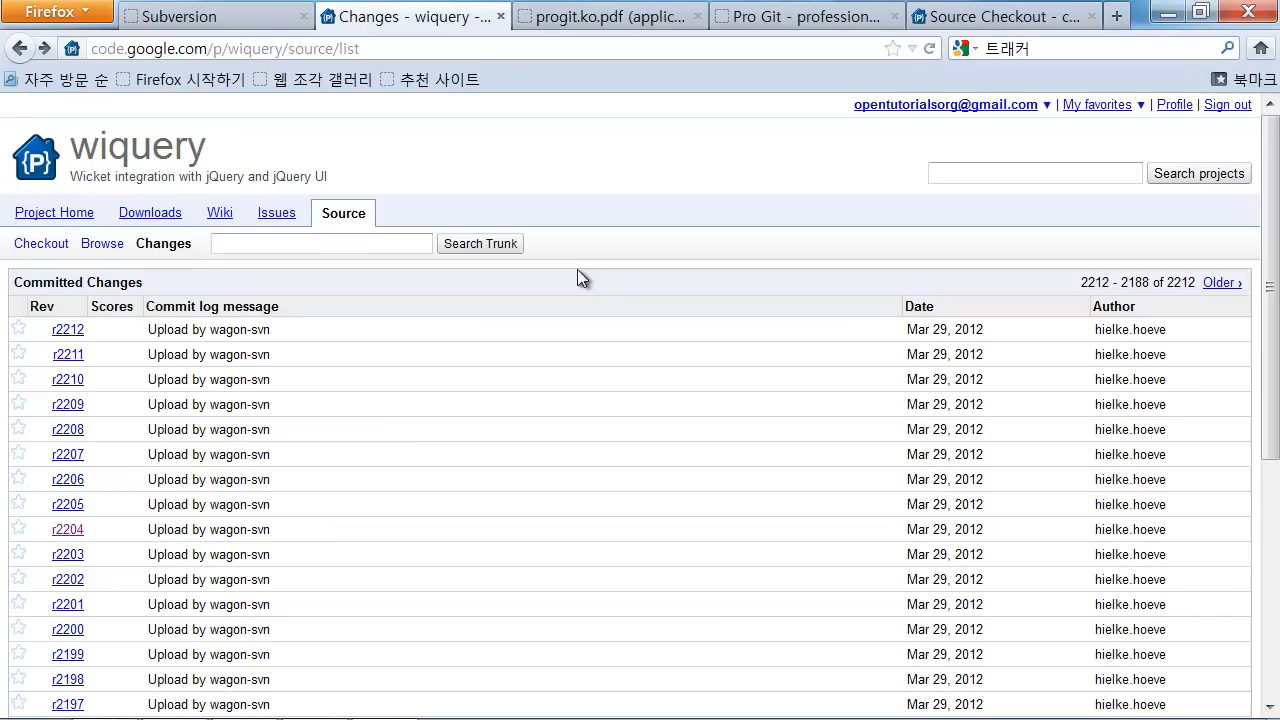 Firefox
Subversion
Changes - wiquery -...
progit.ko.pdf (applic...
Pro Git - profession...
Source Checkout - c...
code.google.com/p/wiquery/source/list
트래커
자주 방문 순
Firefox 시작하기
웹 조각 갤러리
추천 사이트
북마크
opentutorialsorg@gmail.com ▼ | My favorites ▼ | Profile | Sign out
{P}
wiquery
Wicket integration with jQuery and jQuery UI
Search projects
Project Home
Downloads
Wiki
Issues
Source
Checkout
Browse
Changes
Search Trunk
Committed Changes
2212 - 2188 of 2212 Older ›
Rev Scores Commit log message Date Author
r2212 Upload by wagon-svn Mar 29, 2012 hielke.hoeve
r2211 Upload by wagon-svn Mar 29, 2012 hielke.hoeve
r2210 Upload by wagon-svn Mar 29, 2012 hielke.hoeve
r2209 Upload by wagon-svn Mar 29, 2012 hielke.hoeve
r2208 Upload by wagon-svn Mar 29, 2012 hielke.hoeve
r2207 Upload by wagon-svn Mar 29, 2012 hielke.hoeve
r2206 Upload by wagon-svn Mar 29, 2012 hielke.hoeve
r2205 Upload by wagon-svn Mar 29, 2012 hielke.hoeve
r2204 Upload by wagon-svn Mar 29, 2012 hielke.hoeve
r2203 Upload by wagon-svn Mar 29, 2012 hielke.hoeve
r2202 Upload by wagon-svn Mar 29, 2012 hielke.hoeve
r2201 Upload by wagon-svn Mar 29, 2012 hielke.hoeve
r2200 Upload by wagon-svn Mar 29, 2012 hielke.hoeve
r2199 Upload by wagon-svn Mar 29, 2012 hielke.hoeve
r2198 Upload by wagon-svn Mar 29, 2012 hielke.hoeve
r2197 Upload by wagon-svn Mar 29, 2012 hielke.hoeve